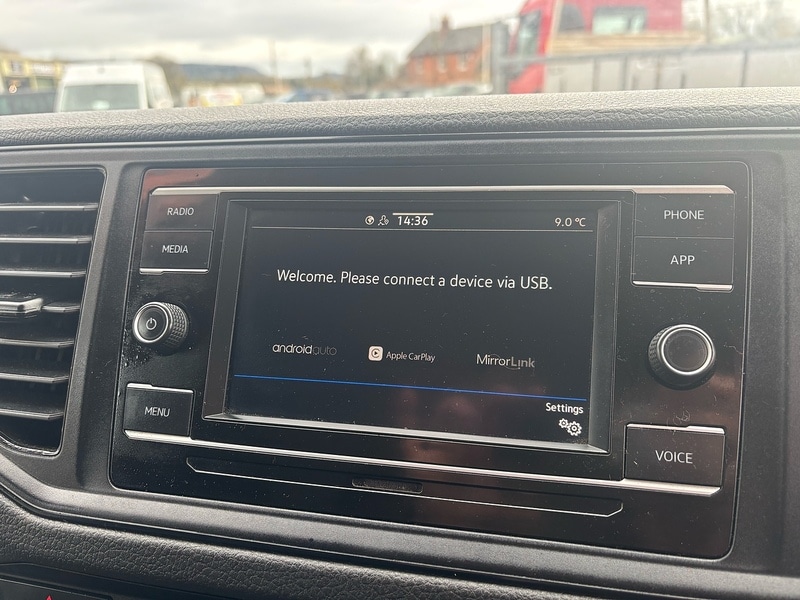 RADIO
MEDIA
MENU
14:36
9.0 °C
Welcome. Please connect a device via USB.
androidauto
Apple CarPlay
MirrorLink
Settings
PHONE
APP
VOICE